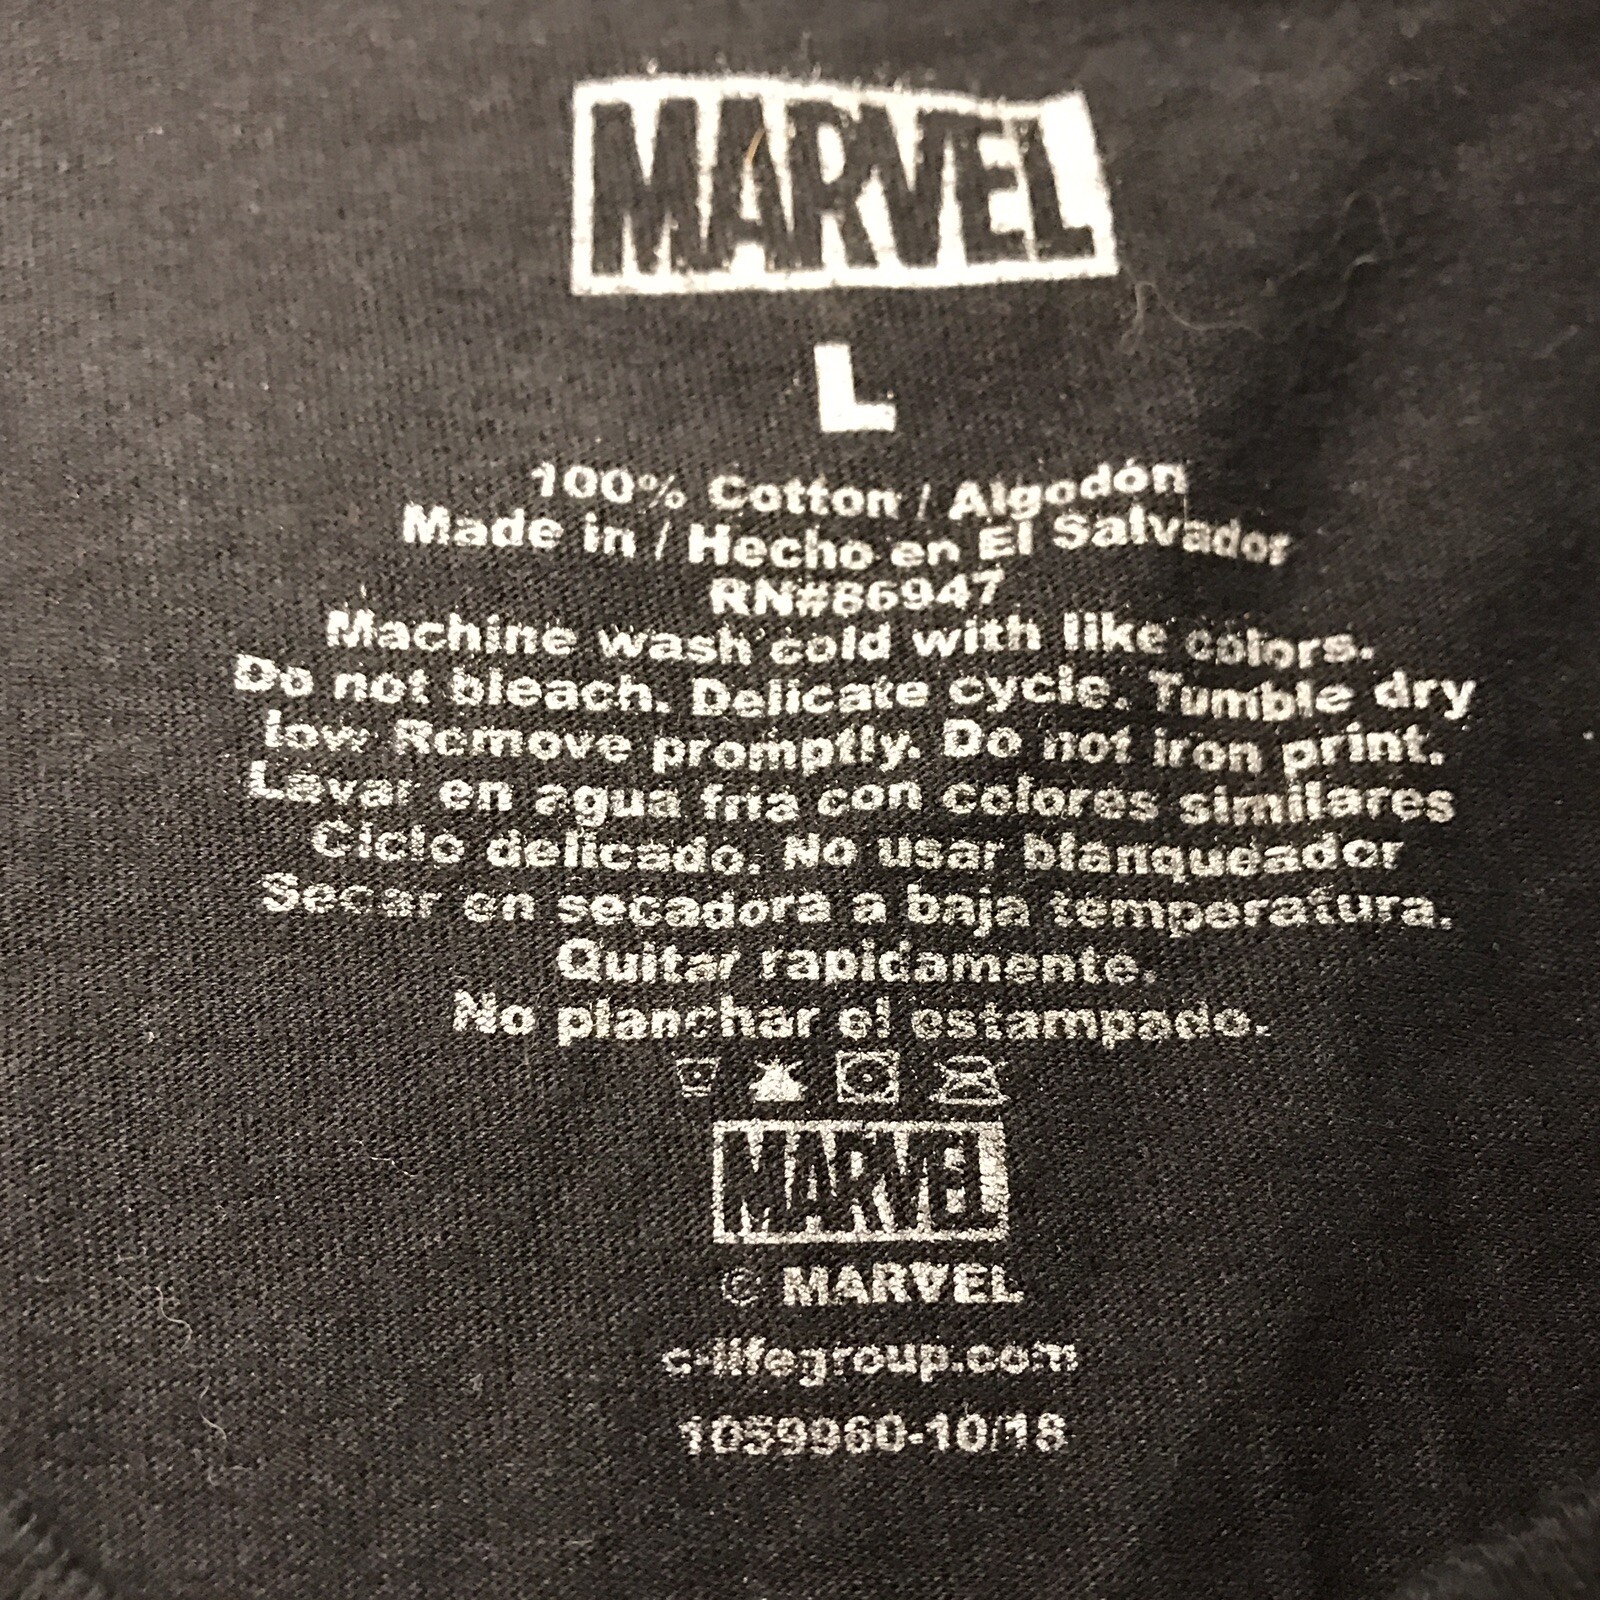 MARVEL
L
100% Cotton / Algodón
Made in / Hecho en El Salvador
RN#86947
Machine wash cold with like colors.
Do not bleach. Delicate cycle. Tumble dry
low. Remove promptly. Do not iron print.
Lavar en agua fria con colores similares
Ciclo delicado. No usar blanqueador
Secar en secadora a baja temperatura.
Quitar rapidamente.
No planchar el estampado.
MARVEL
© MARVEL
c-lifegroup.com
1059960-10/18